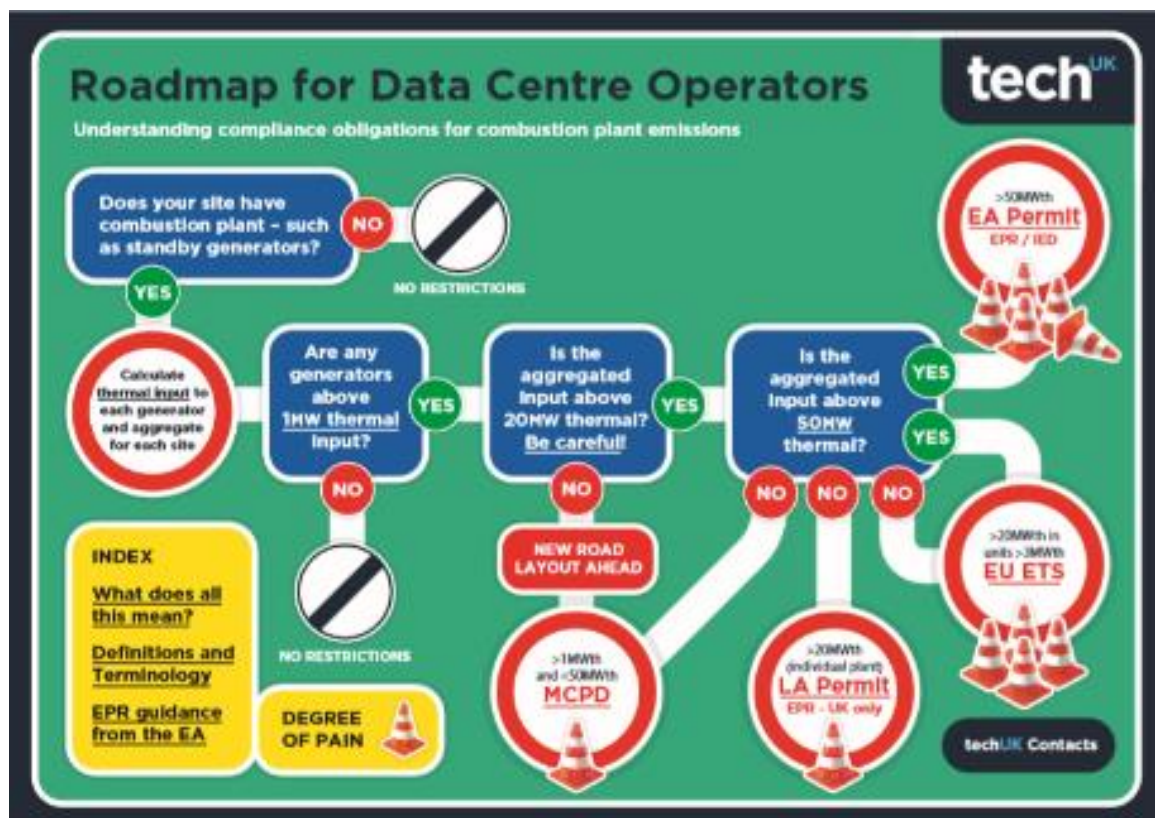 Roadmap for Data Centre Operators
Understanding compliance obligations for combustion plant emissions
techUK
Does your site have
combustion plant – such
as standby generators?
NO
NO RESTRICTIONS
YES
Calculate
thermal input to
each generator
and aggregate
for each site
Are any
generators
above
1MW thermal
input?
YES
NO
NO RESTRICTIONS
Is the
aggregated
input above
20MW thermal?
Be careful!
YES
NO
NEW ROAD
LAYOUT AHEAD
>1MWth
and <50MWth
MCPD
Is the
aggregated
input above
50MW
thermal?
YES
YES
NO
NO
NO
>50MWth
EA Permit
EPR / IED
>20MWth in
units >3MWth
EU ETS
>20MWth
(individual plant)
LA Permit
EPR - UK only
INDEX
What does all
this mean?
Definitions and
Terminology
EPR guidance
from the EA
DEGREE
OF PAIN
techUK Contacts